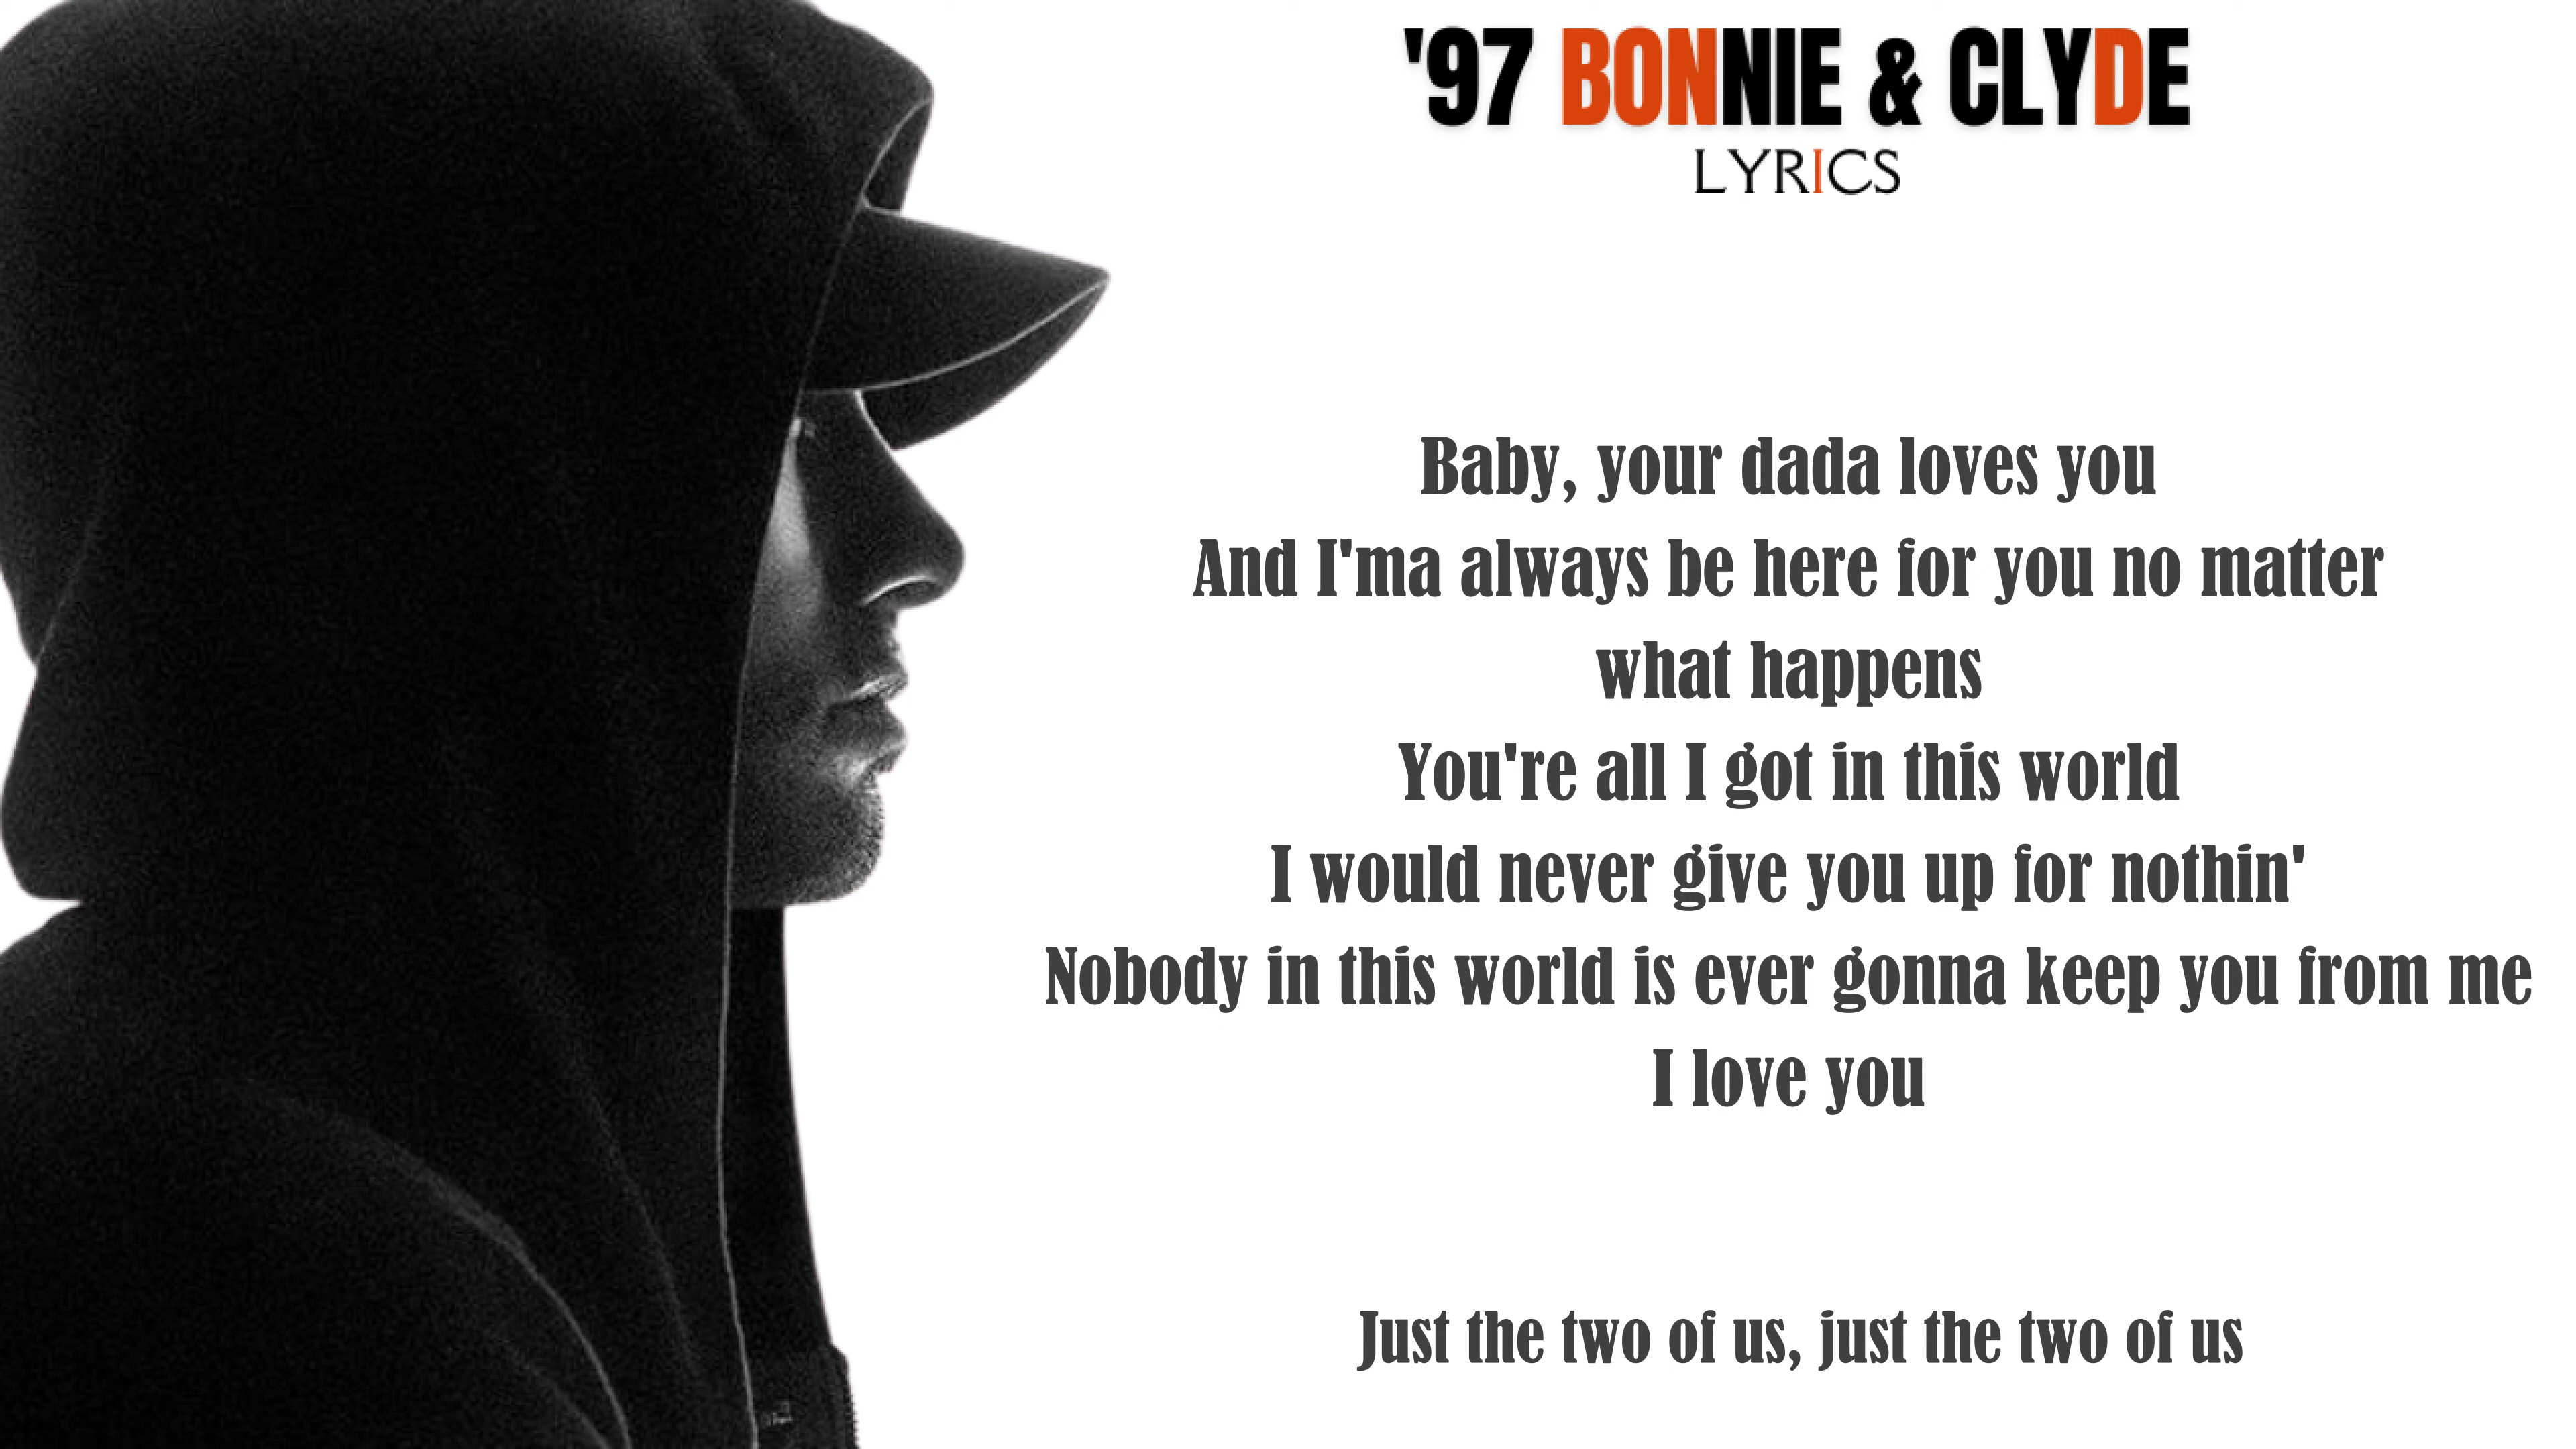 '97 BONNIE & CLYDE
LYRICS
Baby, your dada loves you
And I'ma always be here for you no matter
what happens
You're all I got in this world
I would never give you up for nothin'
Nobody in this world is ever gonna keep you from me
I love you
Just the two of us, just the two of us